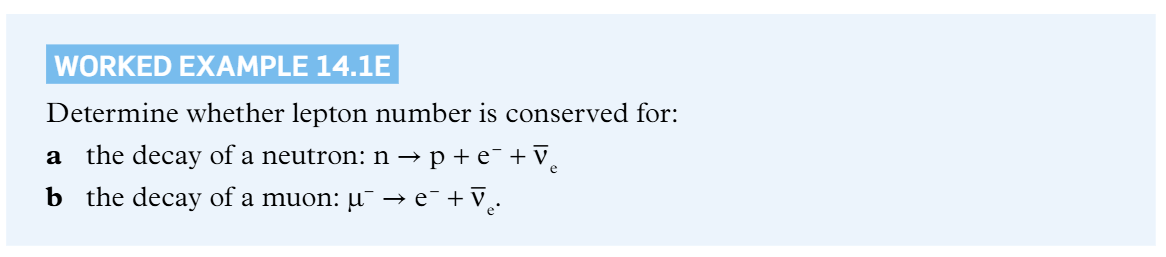 WORKED EXAMPLE 14.1E
Determine whether lepton number is conserved for:
a the decay of a neutron: n → p + e⁻ + ν̅ₑ
b the decay of a muon: μ⁻ → e⁻ + ν̅ₑ.